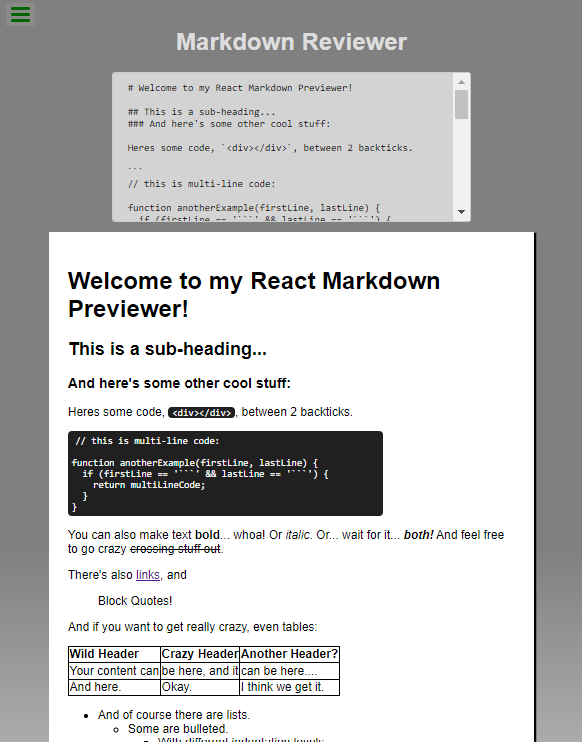 Markdown Reviewer
# Welcome to my React Markdown Previewer!
## This is a sub-heading...
### And here's some other cool stuff:
Heres some code, `<div></div>`, between 2 backticks.
```
// this is multi-line code:
function anotherExample(firstLine, lastLine) {
if (firstLine == '```' && lastLine == '```') {
Welcome to my React Markdown
Previewer!
This is a sub-heading...
And here's some other cool stuff:
Heres some code, <div></div>, between 2 backticks.
// this is multi-line code:
function anotherExample(firstLine, lastLine) {
if (firstLine == '```' && lastLine == '```') {
return multiLineCode;
}
}
You can also make text bold... whoa! Or italic. Or... wait for it... both! And feel free
to go crazy crossing stuff out.
There's also links, and
Block Quotes!
And if you want to get really crazy, even tables:
Wild Header Crazy Header Another Header?
Your content can be here, and it can be here....
And here. Okay. I think we get it.
And of course there are lists.
Some are bulleted.
With different indentation levels: